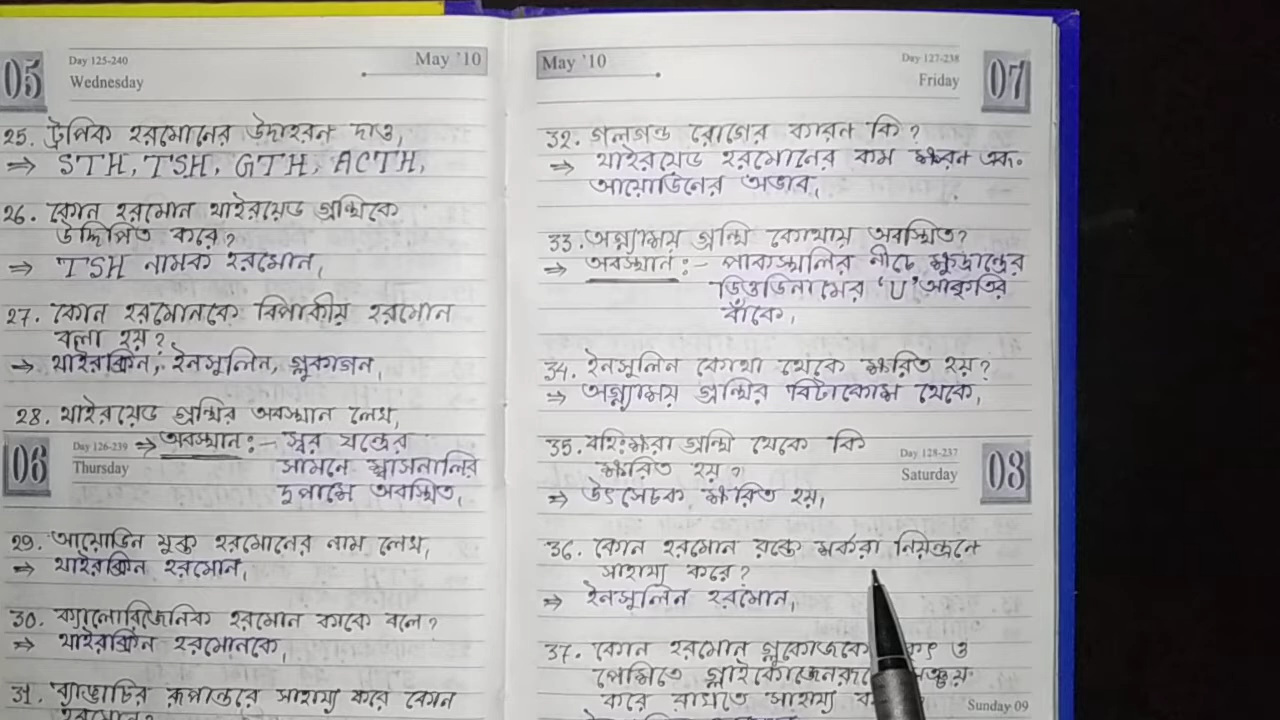 05
Day 125-240
Wednesday
May '10
25. ট্রপিক হরমোনের উদাহরন দাও,
⇒ STH, TSH, GTH, ACTH,
26. কোন হরমোন থাইরয়েড গ্রন্থিকে
উদ্দিপিত করে?
⇒ TSH নামক হরমোন,
27. কোন হরমোনকে বিপাকীয় হরমোন
বলা হয়?
⇒ থাইরক্সিন, ইনসুলিন, গ্লুকাগন,
28. থাইরয়েড গ্রন্থির অবস্থান লেখ,
06
Day 126-239
Thursday
⇒ অবস্থান :- স্বর যন্ত্রের
সামনে শ্বাসনালির
দুপাশে অবস্থিত,
29. আয়োডিন যুক্ত হরমোনের নাম লেখ,
⇒ থাইরক্সিন হরমোন,
30. ক্যালোরিজেনিক হরমোন কাকে বলে?
⇒ থাইরক্সিন হরমোনকে,
31. ব্যাঙাচির রূপান্তরে সাহায্য করে কোন
হরমোন?
May '10
Day 127-238
Friday
07
32. গলগন্ড রোগের কারন কি?
⇒ থাইরয়েড হরমোনের কম ক্ষরন এবং
আয়োডিনের অভাব,
33. অগ্ন্যাশয় গ্রন্থি কোথায় অবস্থিত?
⇒ অবস্থান :- পাকস্থলির নীচে ক্ষুদ্রান্ত্রের
ডিওডিনামের 'U' আকৃতির
বাঁকে,
34. ইনসুলিন কোথা থেকে ক্ষরিত হয়?
⇒ অগ্ন্যাশয় গ্রন্থির বিটাকোষ থেকে,
35. বহিঃক্ষরা গ্রন্থি থেকে কি
ক্ষরিত হয়?
Day 128-237
Saturday
08
⇒ উৎসেচক ক্ষরিত হয়,
36. কোন হরমোন রক্তে শর্করা নিয়ন্ত্রনে
সাহায্য করে?
⇒ ইনসুলিন হরমোন,
37. কোন হরমোন গ্লুকোজকে ও
পেশিতে সঞ্চয়
করে রাখতে সাহায্য
Sunday 09